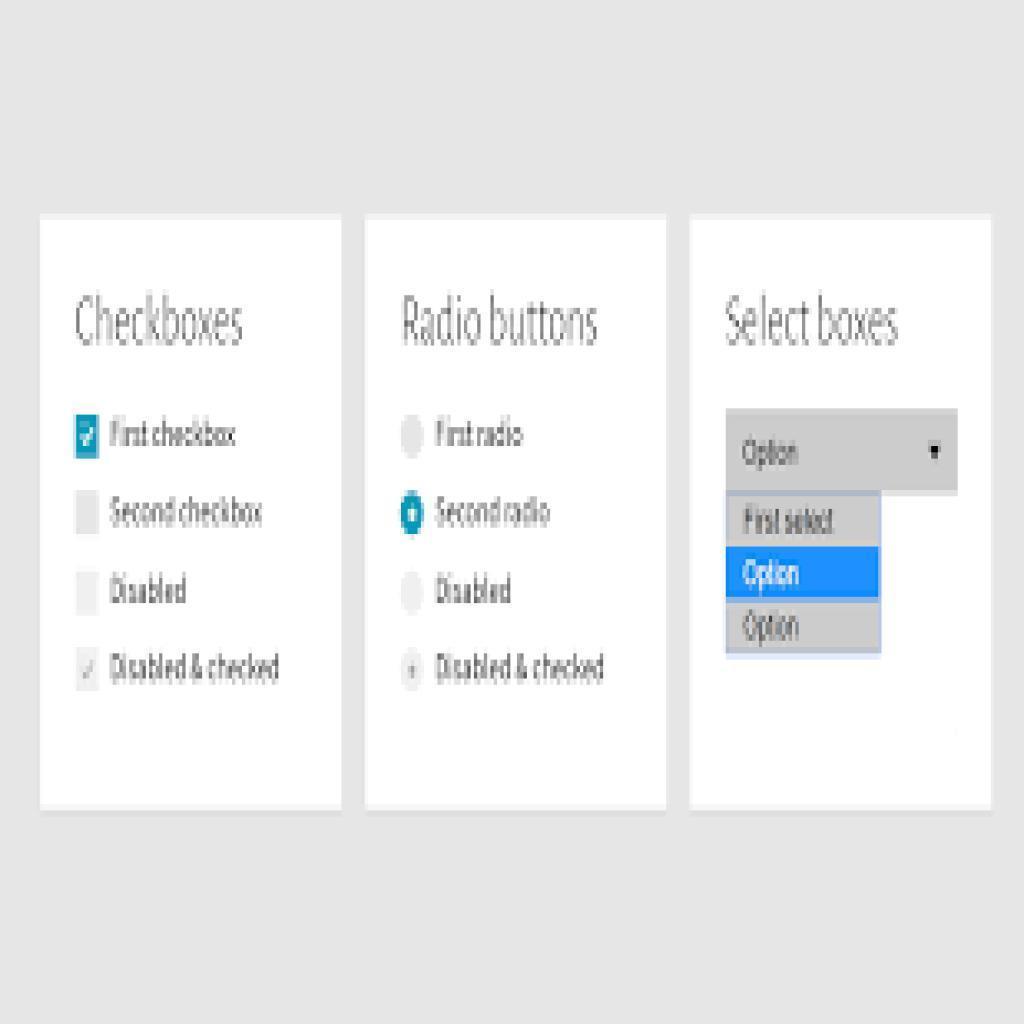 Checkboxes
First checkbox
Second checkbox
Disabled
Disabled & checked
Radio buttons
First radio
Second radio
Disabled
Disabled & checked
Select boxes
Option
First select
Option
Option